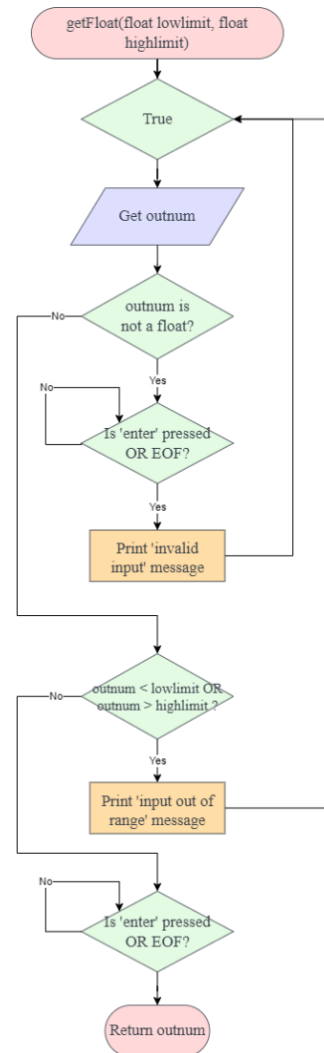 getFloat(float lowlimit, float
highlimit)
True
Get outnum
outnum is
not a float?
No
Yes
No
Is 'enter' pressed
OR EOF?
Yes
Print 'invalid
input' message
outnum < lowlimit OR
outnum > highlimit ?
No
Yes
Print 'input out of
range' message
No
Is 'enter' pressed
OR EOF?
Return outnum